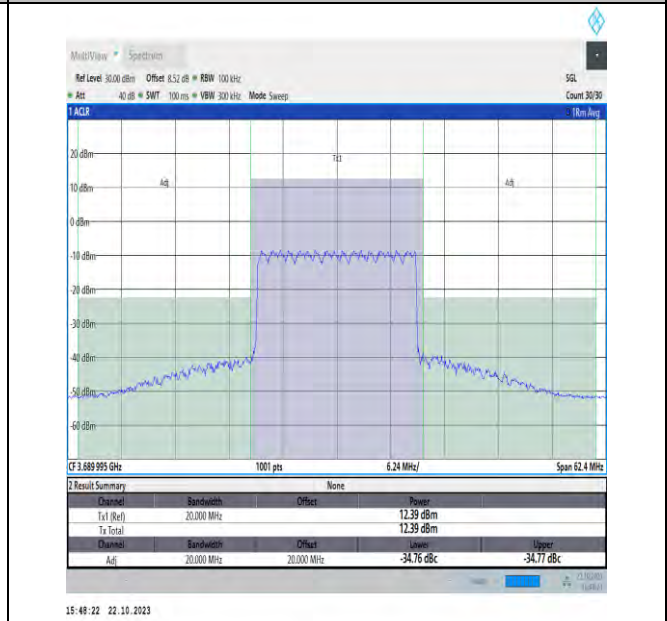 MultiView Spectrum
Ref Level 30.00 dBm Offset 8.52 dB RBW 100 kHz SGL
Att 40 dB SWT 100 ms VBW 300 kHz Mode Sweep Count 30/30
1 ACLR 1Rm Avg
20 dBm
Tx1
Adj Adj
10 dBm
0 dBm
-10 dBm
-20 dBm
-30 dBm
-40 dBm
-50 dBm
-60 dBm
CF 3.689 995 GHz 1001 pts 6.24 MHz/ Span 62.4 MHz
2 Result Summary None
Channel Bandwidth Offset Power
Tx1 (Ref) 20.000 MHz 12.39 dBm
Tx Total 12.39 dBm
Channel Bandwidth Offset Lower Upper
Adj 20.000 MHz 20.000 MHz -34.76 dBc -34.77 dBc
15:48:22 22.10.2023